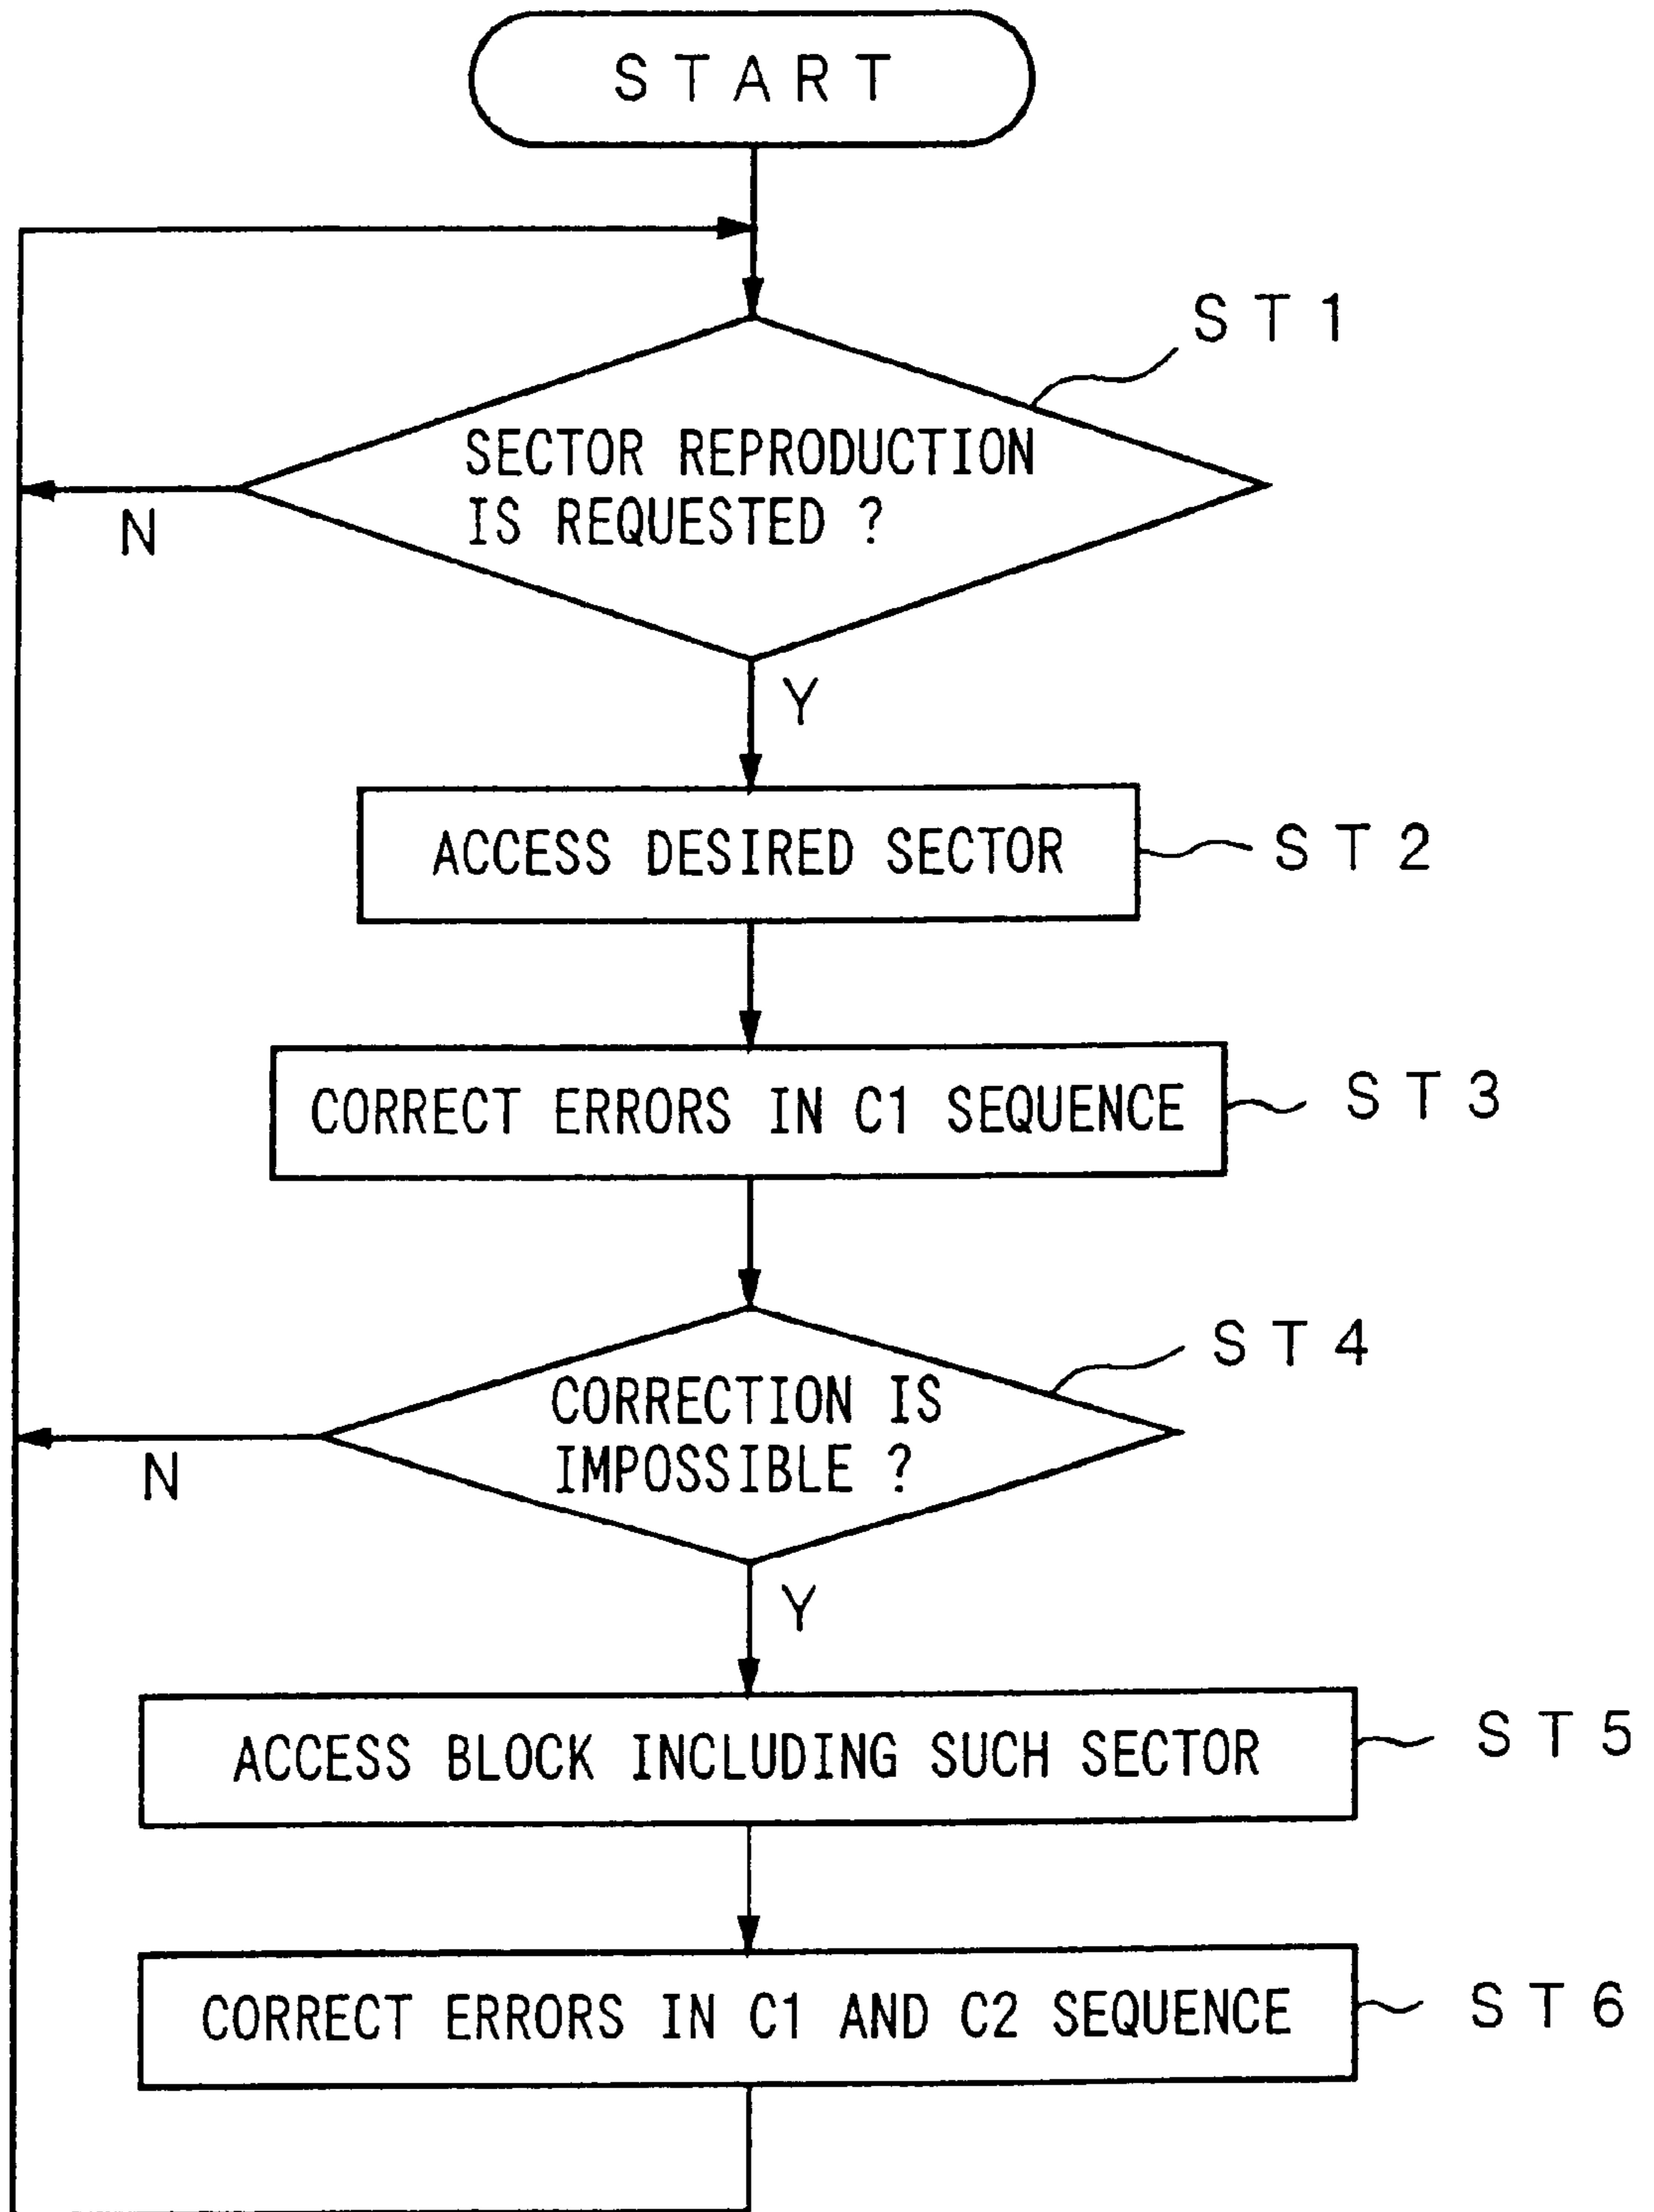 START
ST1
SECTOR REPRODUCTION
IS REQUESTED ?
N
Y
ACCESS DESIRED SECTOR
ST2
CORRECT ERRORS IN C1 SEQUENCE
ST3
ST4
CORRECTION IS
IMPOSSIBLE ?
N
Y
ACCESS BLOCK INCLUDING SUCH SECTOR
ST5
CORRECT ERRORS IN C1 AND C2 SEQUENCE
ST6